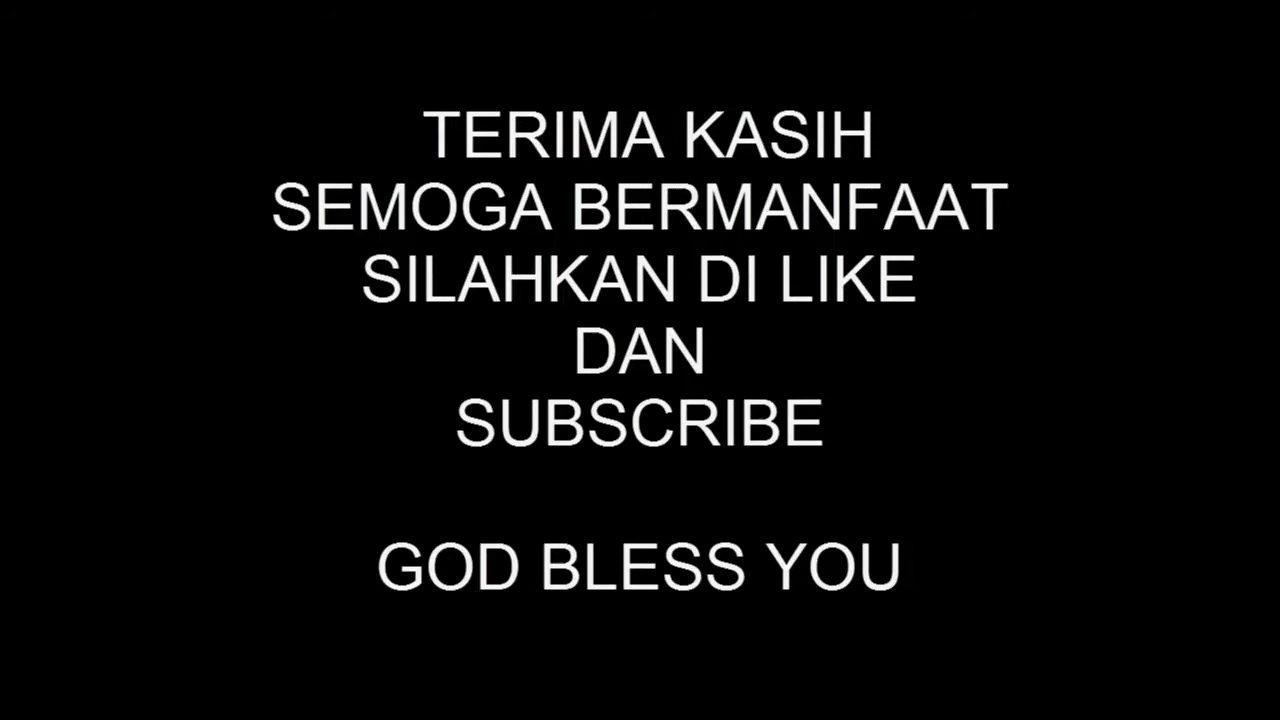 TERIMA KASIH
SEMOGA BERMANFAAT
SILAHKAN DI LIKE
DAN
SUBSCRIBE
GOD BLESS YOU